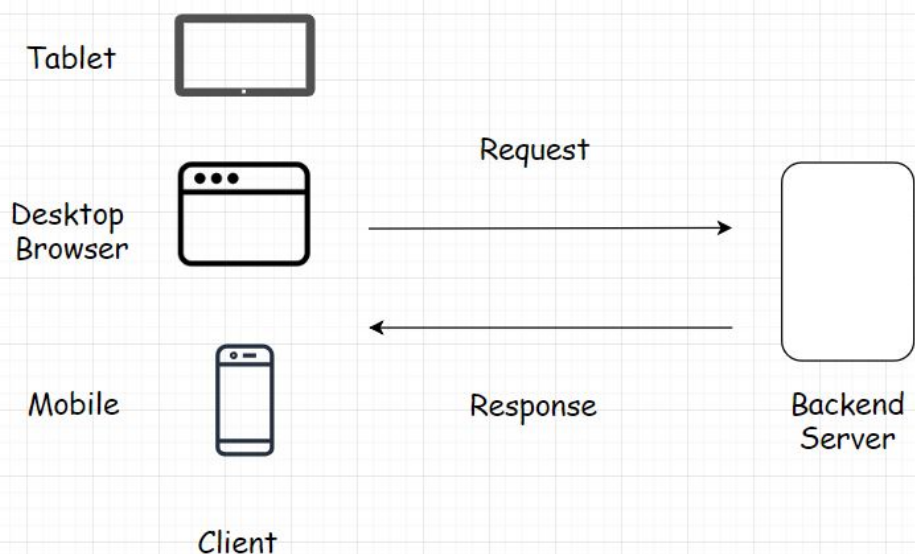 Tablet
Request
Desktop
Browser
Mobile
Response
Backend
Server
Client